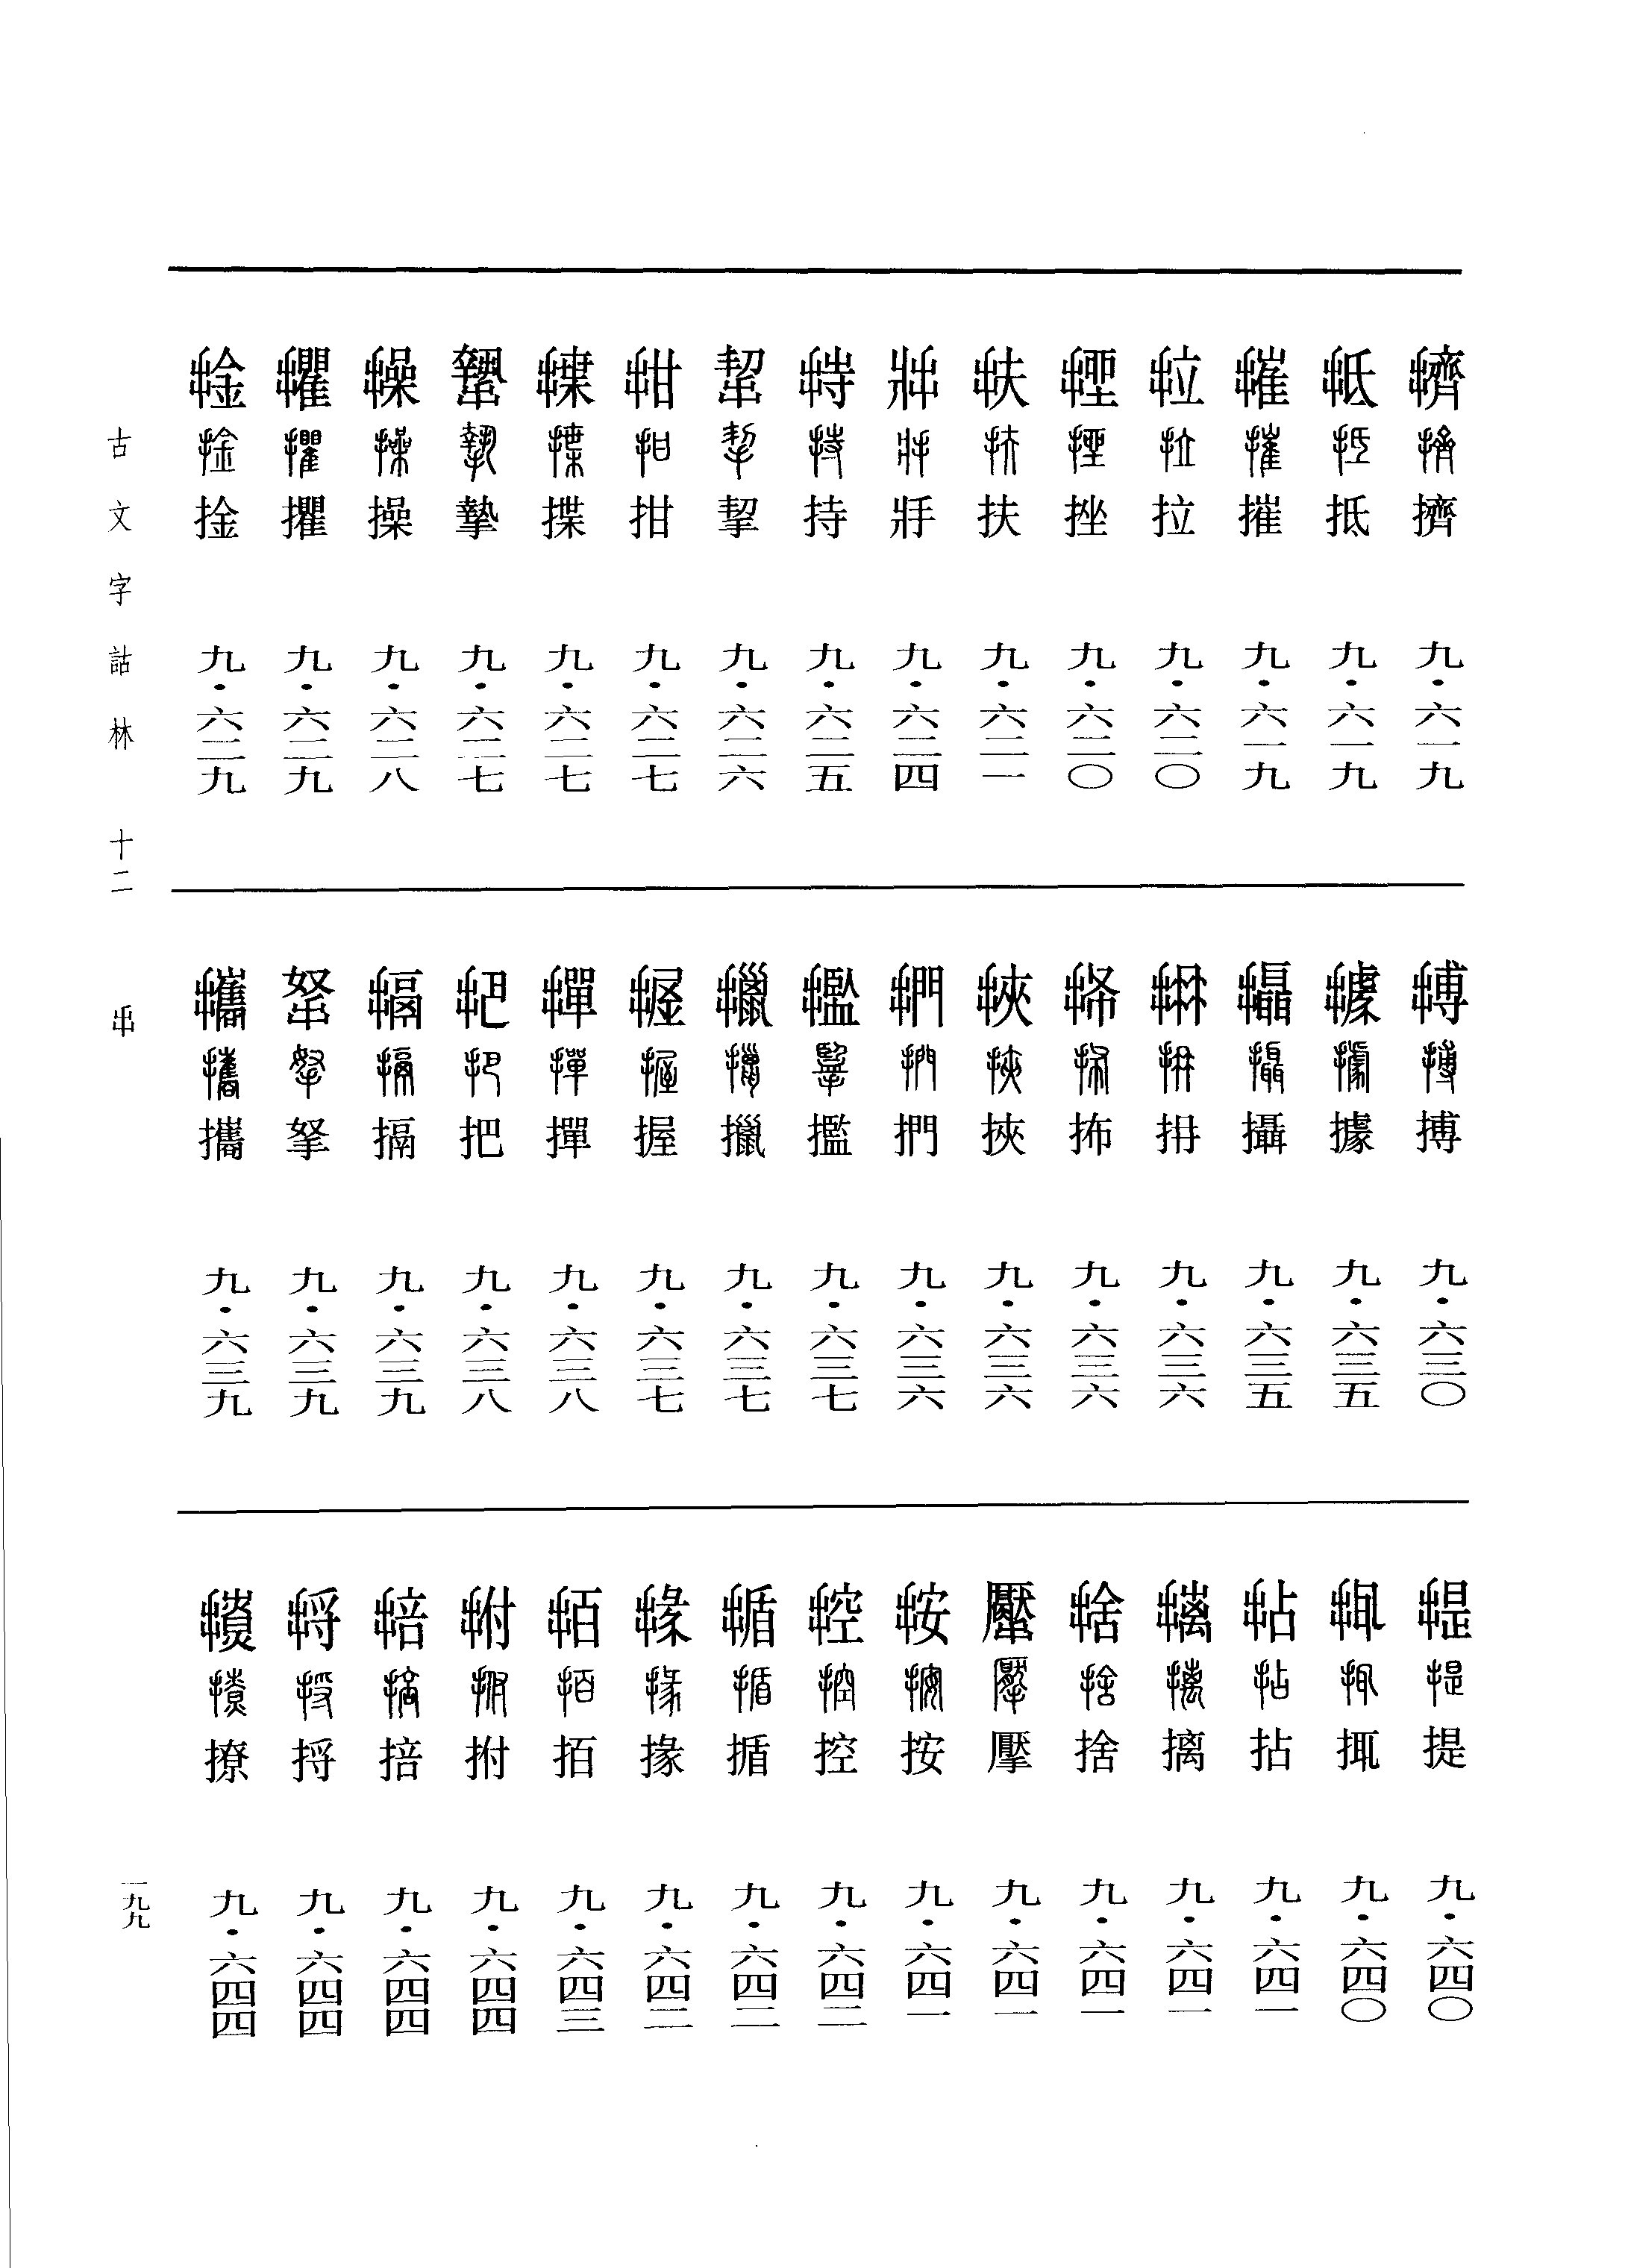 擠 九·六一九
抵 九·六一九
摧 九·六一九
拉 九·六二〇
挫 九·六二〇
扶 九·六二一
牂 九·六二四
持 九·六二五
挈 九·六二六
拑 九·六二七
揲 九·六二七
摯 九·六二七
操 九·六二八
攫 九·六二九
捦 九·六二九
搏 九·六三〇
據 九·六三五
攝 九·六三五
抩 九·六三六
抪 九·六三六
挾 九·六三六
捫 九·六三六
擥 九·六三七
擸 九·六三七
握 九·六三七
撣 九·六三八
把 九·六三八
搹 九·六三九
拏 九·六三九
攜 九·六三九
提 九·六四〇
㧗 九·六四〇
拈 九·六四一
摛 九·六四一
捨 九·六四一
擪 九·六四一
按 九·六四一
控 九·六四二
揗 九·六四二
掾 九·六四二
拍 九·六四三
拊 九·六四四
掊 九·六四四
捋 九·六四四
撩 九·六四四
古文字詁林 十二
一九九